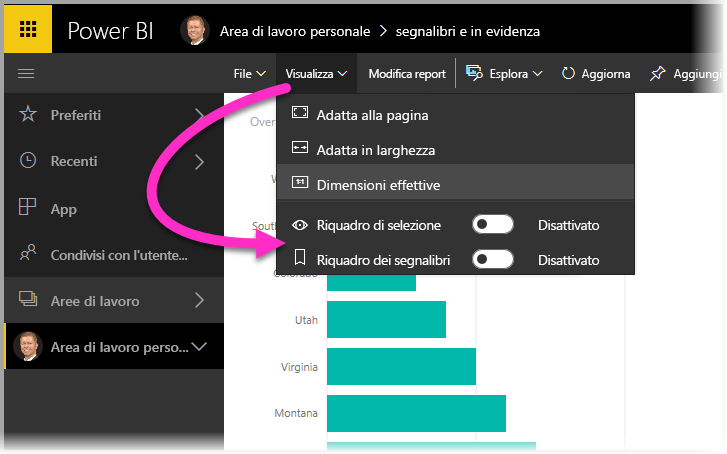 Power BI
Area di lavoro personale > segnalibri e in evidenza
File Visualizza Modifica report Esplora Aggiorna Aggiungi
Preferiti
Recenti
App
Condivisi con l'utente...
Aree di lavoro
Area di lavoro perso...
Over
Adatta alla pagina
Adatta in larghezza
1:1 Dimensioni effettive
Riquadro di selezione Disattivato
Riquadro dei segnalibri Disattivato
Colorado
Utah
Virginia
Montana